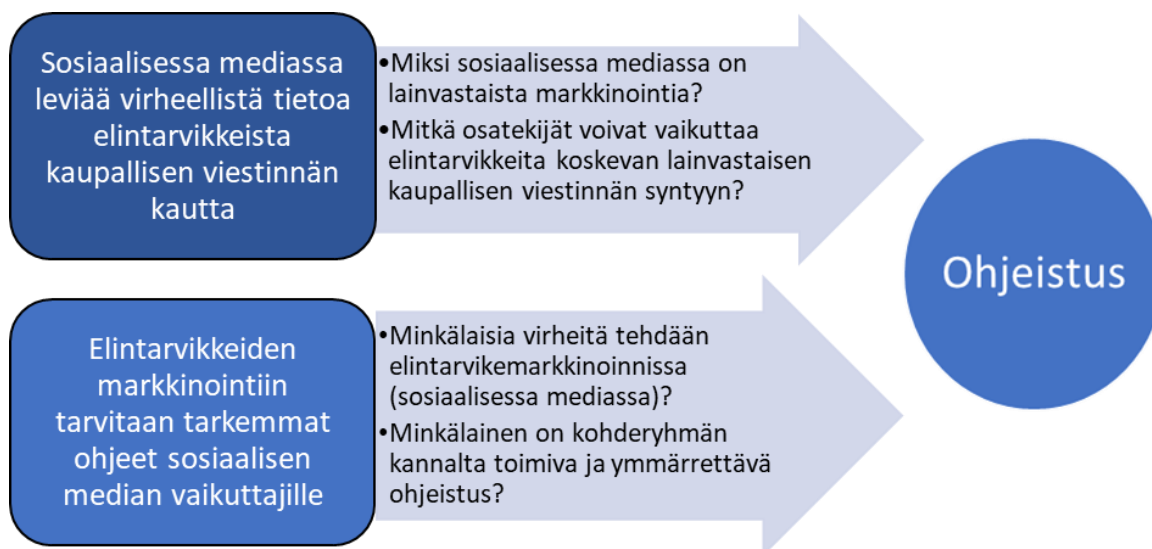 Sosiaalisessa mediassa
leviää virheellistä tietoa
elintarvikkeista
kaupallisen viestinnän
kautta
•Miksi sosiaalisessa mediassa on
lainvastaista markkinointia?
•Mitkä osatekijät voivat vaikuttaa
elintarvikkeita koskevan lainvastaisen
kaupallisen viestinnän syntyyn?
Elintarvikkeiden
markkinointiin
tarvitaan tarkemmat
ohjeet sosiaalisen
median vaikuttajille
•Minkälaisia virheitä tehdään
elintarvikemarkkinoinnissa
(sosiaalisessa mediassa)?
•Minkälainen on kohderyhmän
kannalta toimiva ja ymmärrettävä
ohjeistus?
Ohjeistus